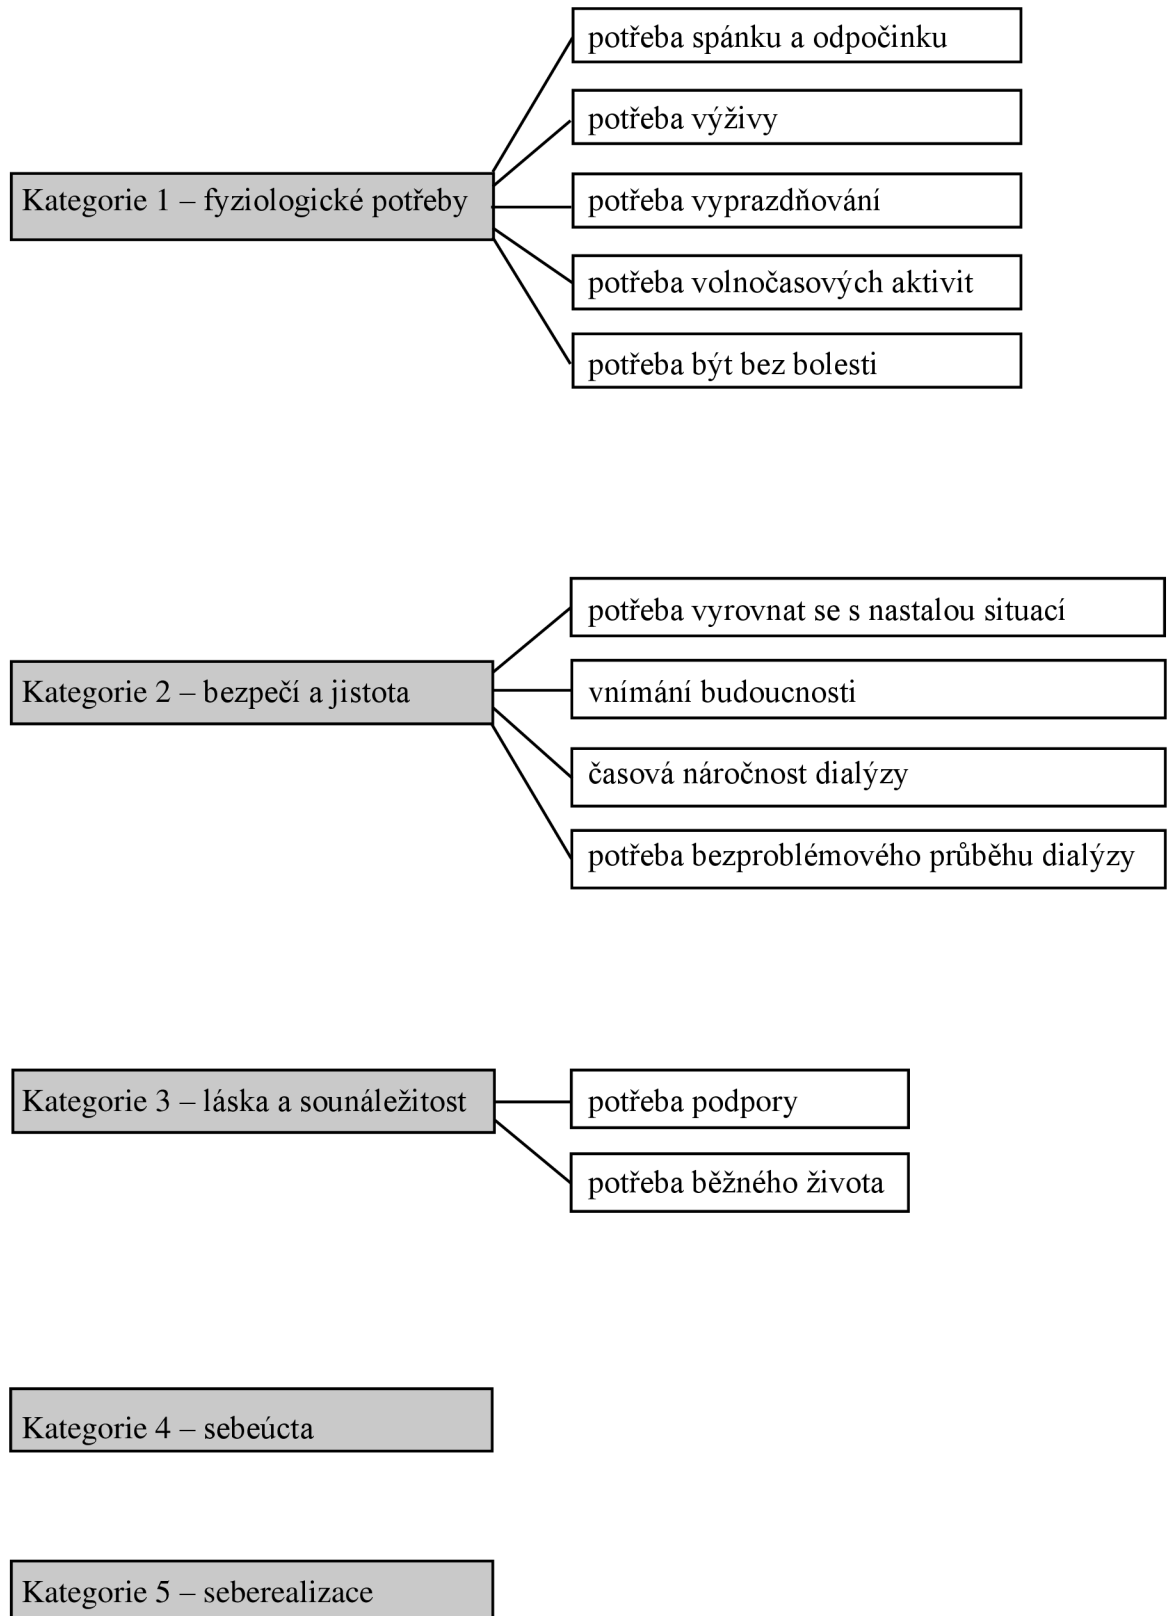 potřeba spánku a odpočinku
potřeba výživy
Kategorie 1 – fyziologické potřeby
potřeba vyprazdňování
potřeba volnočasových aktivit
potřeba být bez bolesti
potřeba vyrovnat se s nastalou situací
Kategorie 2 – bezpečí a jistota
vnímání budoucnosti
časová náročnost dialýzy
potřeba bezproblémového průběhu dialýzy
Kategorie 3 – láska a sounáležitost
potřeba podpory
potřeba běžného života
Kategorie 4 – sebeúcta
Kategorie 5 – seberealizace